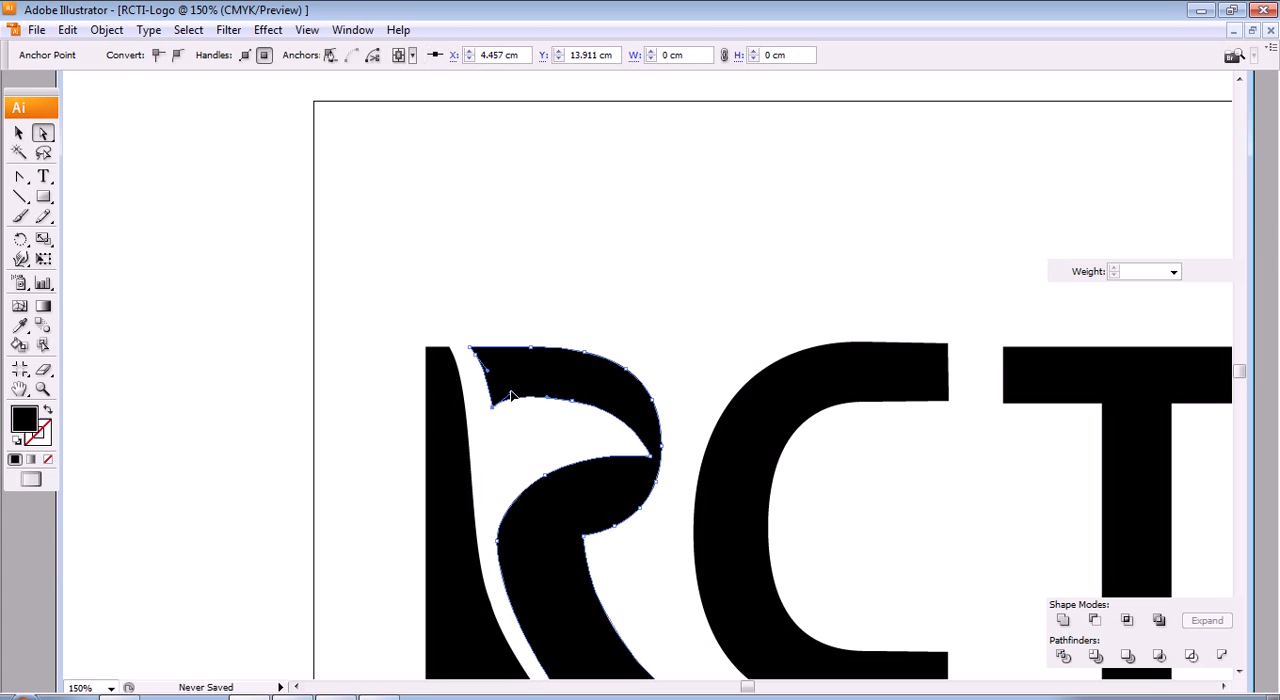 Adobe Illustrator - [RCTI-Logo @ 150% (CMYK/Preview) ]
File Edit Object Type Select Filter Effect View Window Help
Anchor Point Convert: Handles: Anchors: X: 4.457 cm Y: 13.911 cm W: 0 cm H: 0 cm
Ai
T
Weight:
RCT
Shape Modes:
Expand
Pathfinders:
150% Never Saved